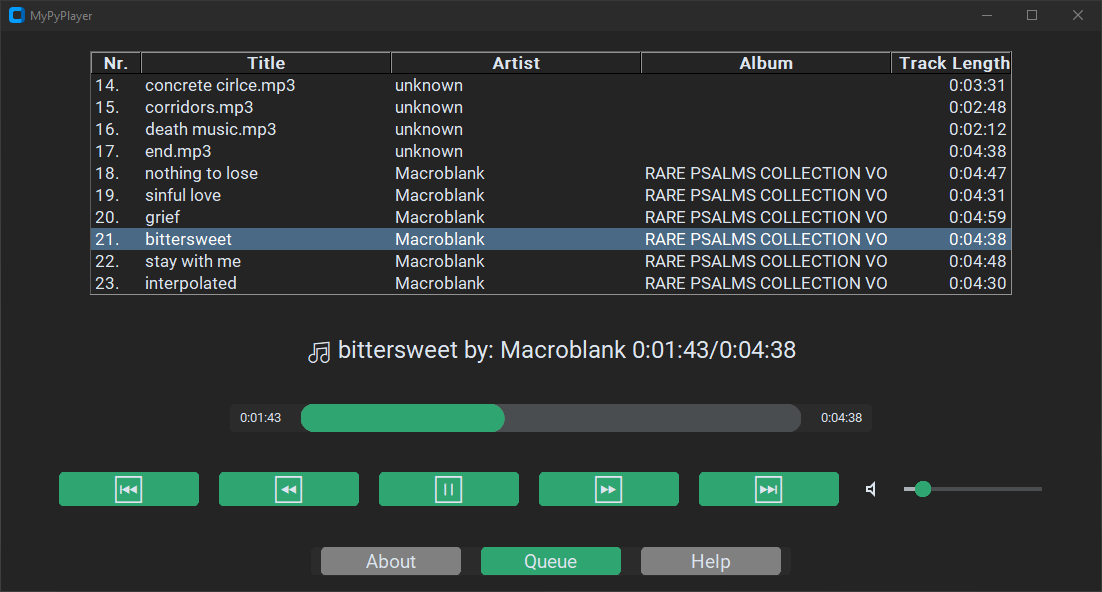 MyPyPlayer
Nr. Title Artist Album Track Length
14. concrete cirlce.mp3 unknown 0:03:31
15. corridors.mp3 unknown 0:02:48
16. death music.mp3 unknown 0:02:12
17. end.mp3 unknown 0:04:38
18. nothing to lose Macroblank RARE PSALMS COLLECTION VO 0:04:47
19. sinful love Macroblank RARE PSALMS COLLECTION VO 0:04:31
20. grief Macroblank RARE PSALMS COLLECTION VO 0:04:59
21. bittersweet Macroblank RARE PSALMS COLLECTION VO 0:04:38
22. stay with me Macroblank RARE PSALMS COLLECTION VO 0:04:48
23. interpolated Macroblank RARE PSALMS COLLECTION VO 0:04:30
bittersweet by: Macroblank 0:01:43/0:04:38
0:01:43 0:04:38
About Queue Help